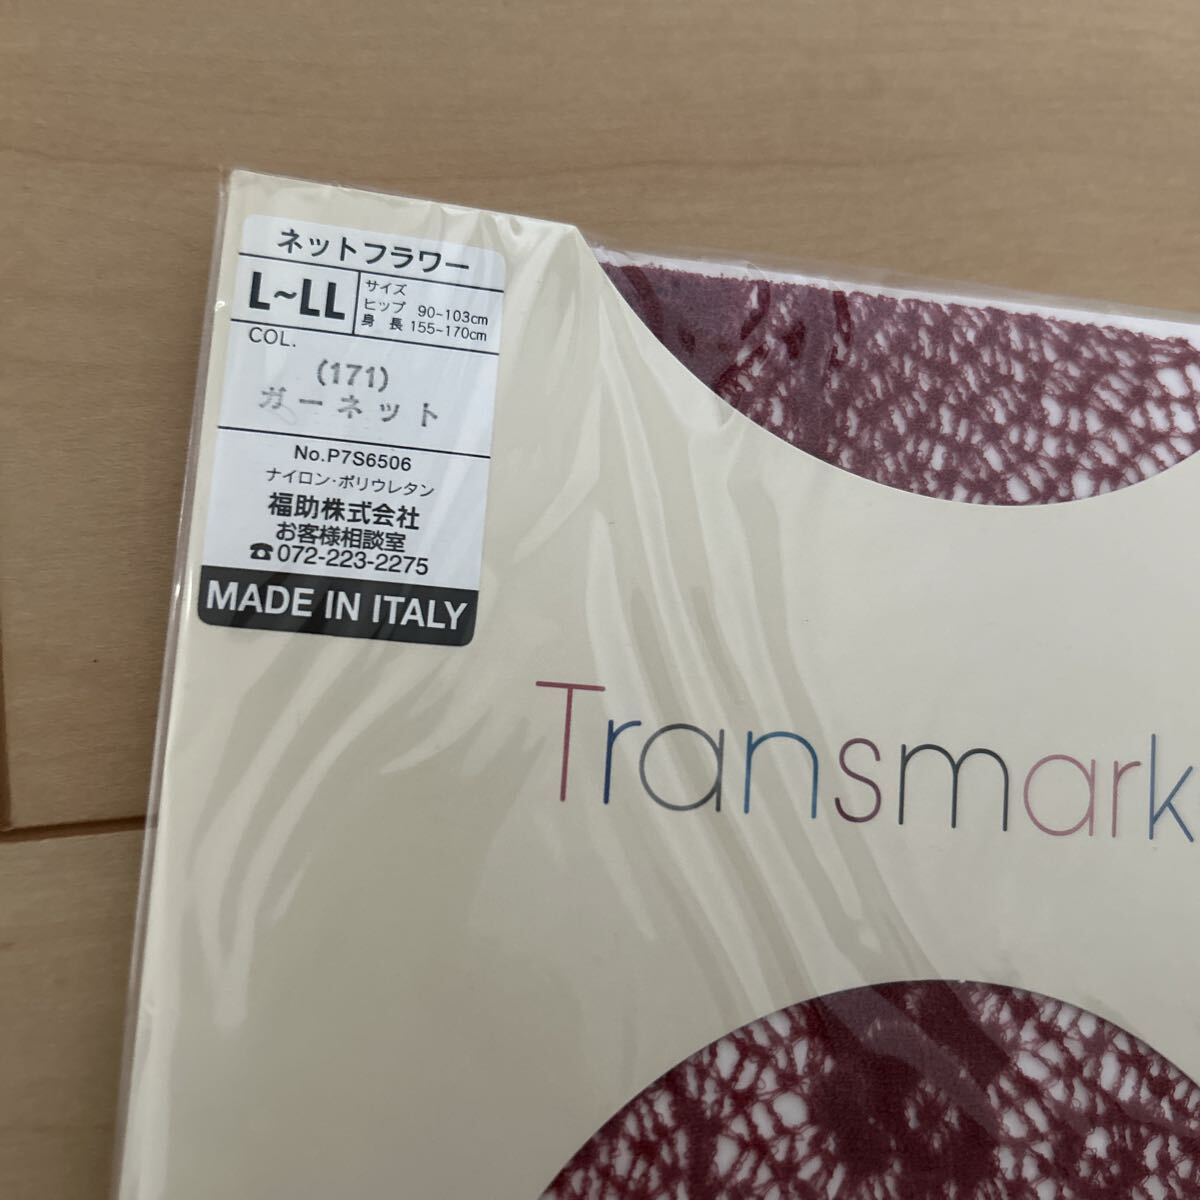 ネットフラワー
L~LL
サイズ
ヒップ 90-103cm
身長 155-170cm
COL.
(171)
ガーネット
No.P7S6506
ナイロン・ポリウレタン
福助株式会社
お客様相談室
☎072-223-2275
MADE IN ITALY
Transmark